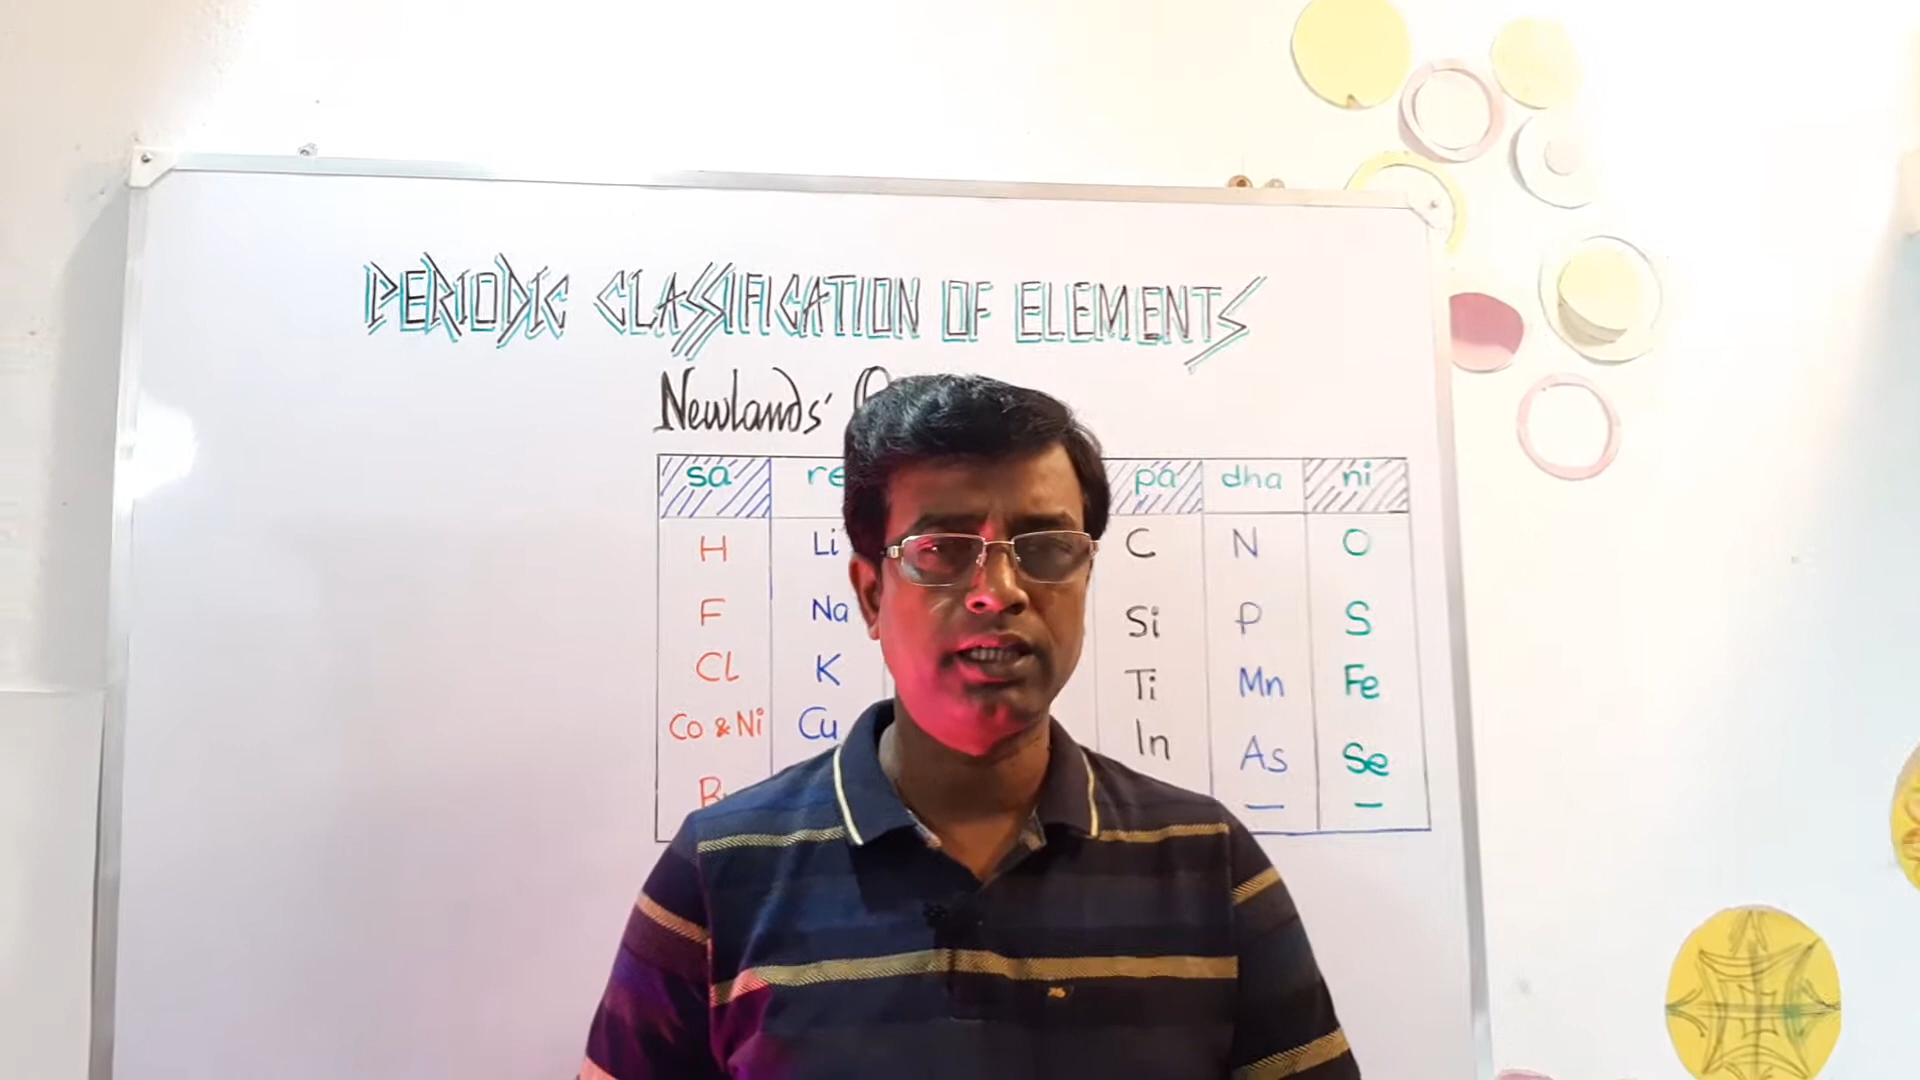 PERIODIC CLASSIFICATION OF ELEMENTS
Newlands'
sa re pa dha ni
H Li C N O
F Na Si P S
Cl K Ti Mn Fe
Co & Ni Cu In As Se
— —